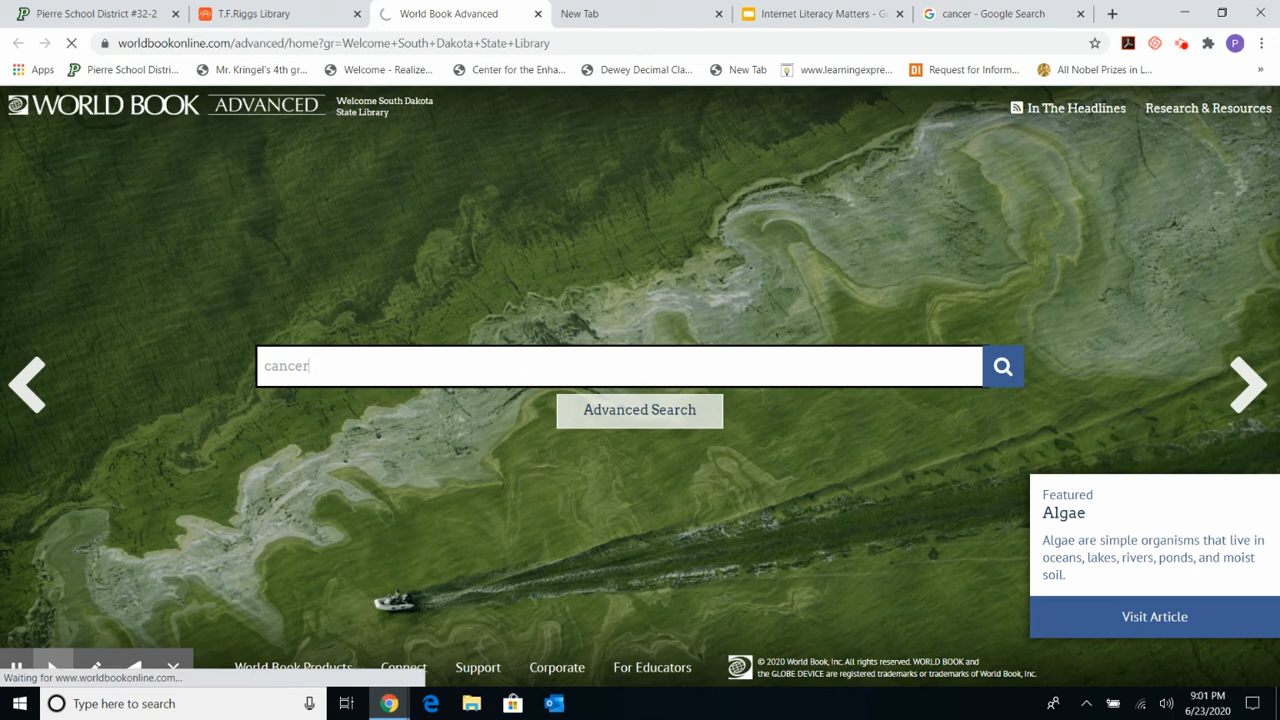 Pierre School District #32-2
T.F.Riggs Library
World Book Advanced
New Tab
Internet Literacy Matters - Go
cancer - Google Search
worldbookonline.com/advanced/home?gr=Welcome+South+Dakota+State+Library
P
Apps
Pierre School Distri...
Mr. Kringel's 4th gr...
Welcome - Realize...
Center for the Enha...
Dewey Decimal Cla...
New Tab
www.learningexpre...
DI
Request for Inform...
All Nobel Prizes in L...
»
WORLD BOOK ADVANCED
Welcome South Dakota
State Library
In The Headlines
Research & Resources
cancer
Advanced Search
Featured
Algae
Algae are simple organisms that live in
oceans, lakes, rivers, ponds, and moist
soil.
Visit Article
World Book Products
Connect
Support
Corporate
For Educators
© 2020 World Book, Inc. All rights reserved. WORLD BOOK and
the GLOBE DEVICE are registered trademarks or trademarks of World Book, Inc.
Waiting for www.worldbookonline.com...
Type here to search
9:01 PM
6/23/2020